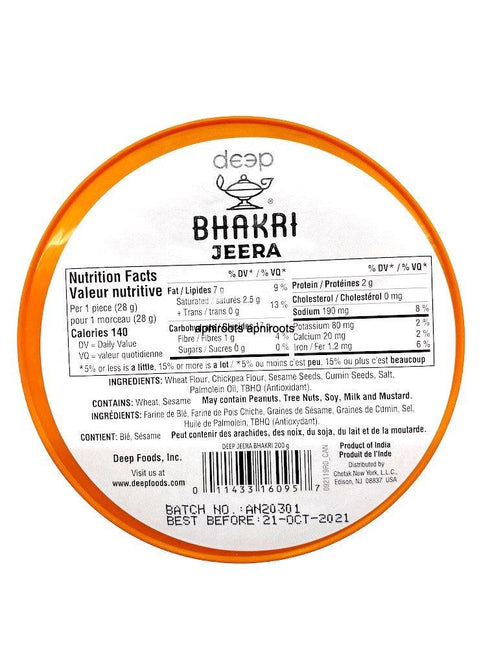 deep
®
BHAKRI
JEERA
Nutrition Facts
Valeur nutritive
Per 1 piece (28 g)
pour 1 morceau (28 g)
Calories 140
DV = Daily Value
VQ = valeur quotidienne
% DV* / % VQ*
Fat / Lipides 7 g 9 %
Saturated / saturés 2.5 g
+ Trans / trans 0 g
13 %
Carbohydrate / Glucides 17 g
Fibre / Fibres 1 g 4 %
Sugars / Sucres 0 g 0 %
% DV* / % VQ*
Protein / Protéines 2 g
Cholesterol / Cholestérol 0 mg
Sodium 190 mg 8 %
Potassium 80 mg 2 %
Calcium 20 mg 2 %
Iron / Fer 1.2 mg 6 %
apniroots apniroots
*5% or less is a little, 15% or more is a lot / *5% ou moins c'est peu, 15% ou plus c'est beaucoup
INGREDIENTS: Wheat Flour, Chickpea Flour, Sesame Seeds, Cumin Seeds, Salt,
Palmolein Oil, TBHQ (Antioxidant).
CONTAINS: Wheat, Sesame May contain Peanuts, Tree Nuts, Soy, Milk and Mustard.
INGRÉDIENTS: Farine de Blé, Farine de Pois Chiche, Graines de Sésame, Graines de Cumin, Sel,
Huile de Palmolein, TBHQ (Antioxydant).
CONTIENT: Blé, Sésame Peut contenir des arachides, des noix, du soja, du lait et de la moutarde.
Deep Foods, Inc.
Visit us at
www.deepfoods.com
DEEP JEERA BHAKRI 200 g
0 11433 16095 7
092119RD_CAN
Product of India
Produit de l'Inde
Distributed by
Chetak New York, L.L.C.,
Edison, NJ 08837 USA
BATCH NO.:AN20301
BEST BEFORE:21-OCT-2021